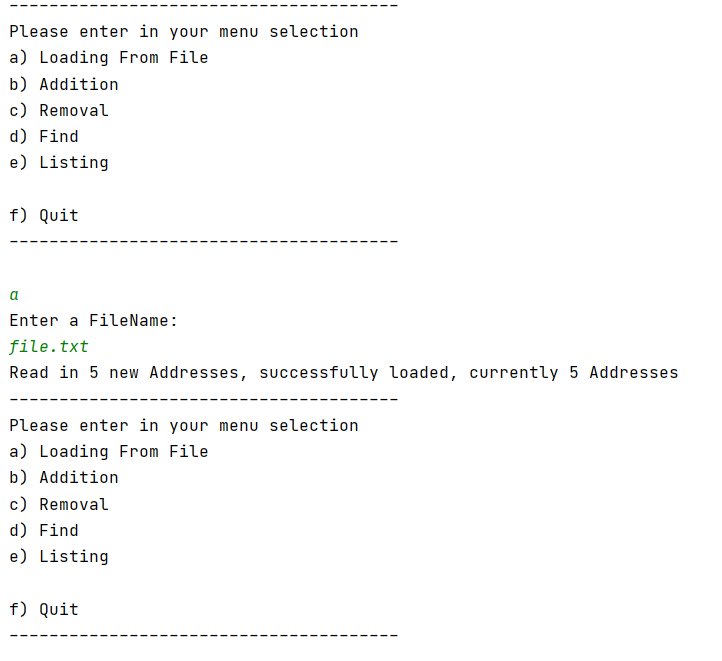 ---------------------------------------
Please enter in your menu selection
a) Loading From File
b) Addition
c) Removal
d) Find
e) Listing
f) Quit
---------------------------------------
a
Enter a FileName:
file.txt
Read in 5 new Addresses, successfully loaded, currently 5 Addresses
---------------------------------------
Please enter in your menu selection
a) Loading From File
b) Addition
c) Removal
d) Find
e) Listing
f) Quit
---------------------------------------